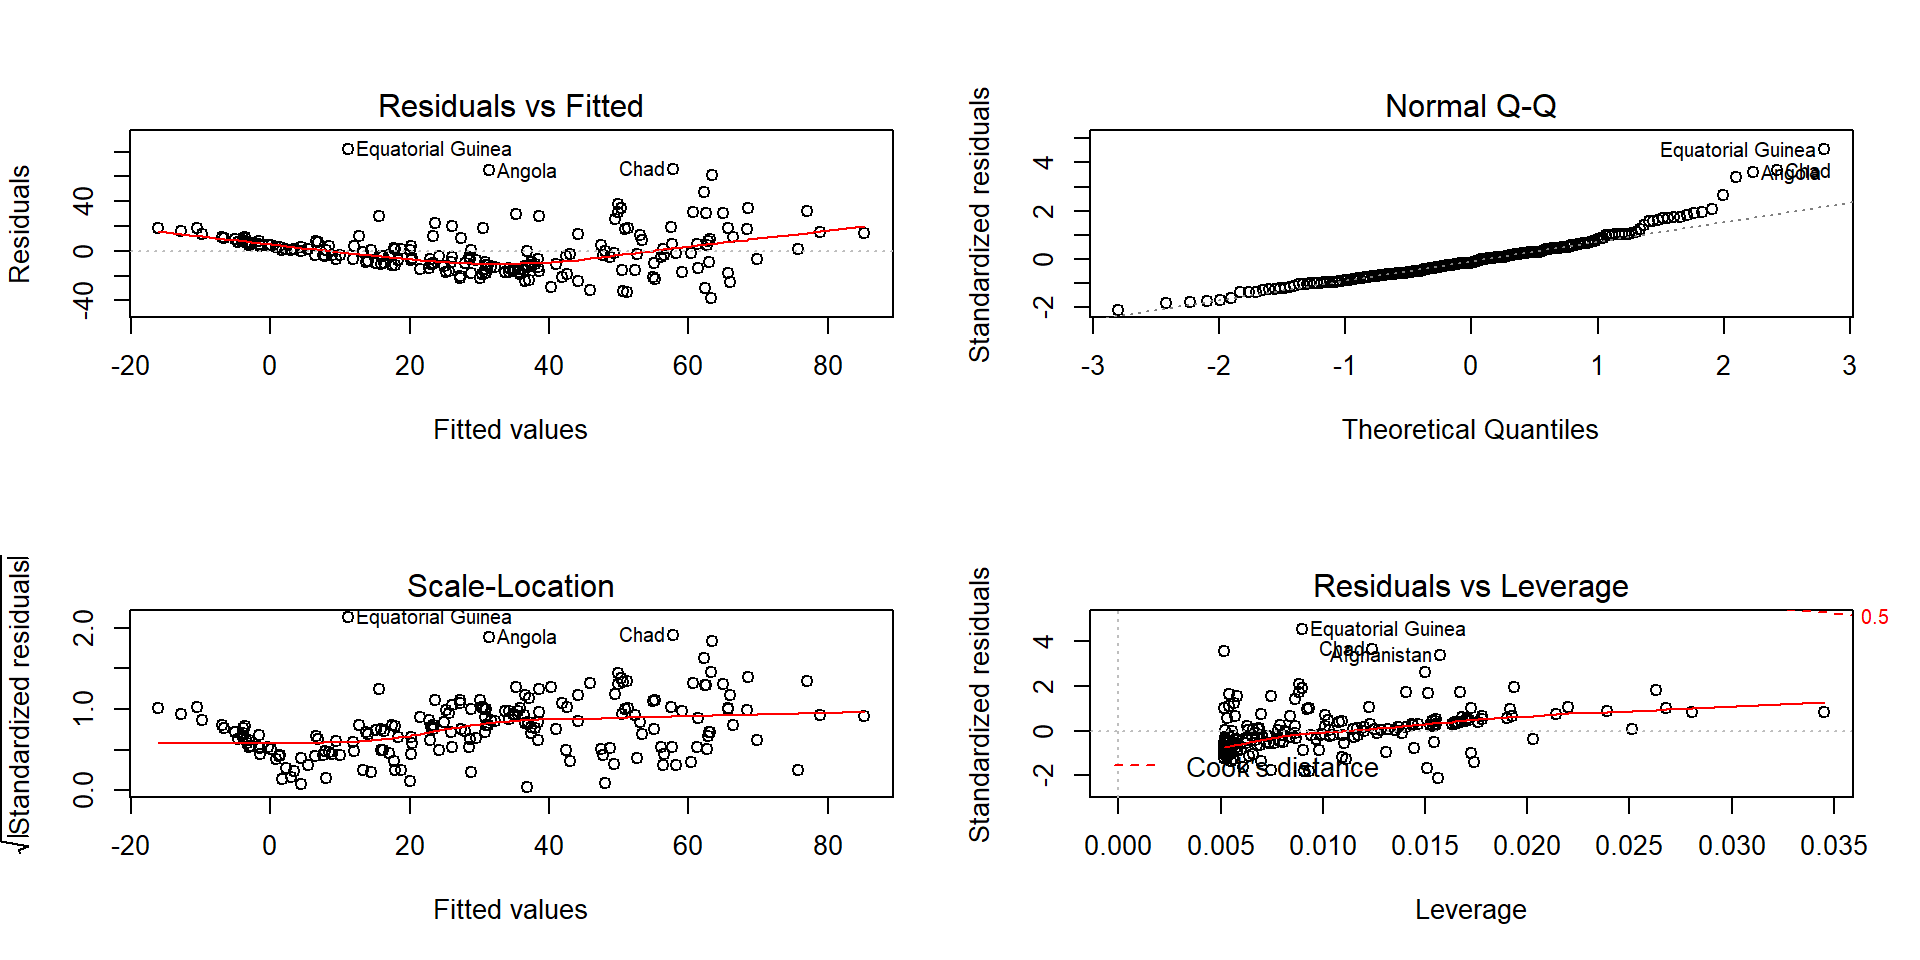 Residuals vs Fitted
Residuals
-40 0 40
Equatorial Guinea
Angola
Chad
-20 0 20 40 60 80
Fitted values
Normal Q-Q
Standardized residuals
-2 0 2 4
Equatorial Guinea
Angola
Chad
-3 -2 -1 0 1 2 3
Theoretical Quantiles
Scale-Location
√|Standardized residuals|
0.0 1.0 2.0
Equatorial Guinea
Angola
Chad
-20 0 20 40 60 80
Fitted values
Residuals vs Leverage
Standardized residuals
-2 0 2 4
Equatorial Guinea
Chad
Afghanistan
0.5
Cook's distance
0.000 0.005 0.010 0.015 0.020 0.025 0.030 0.035
Leverage